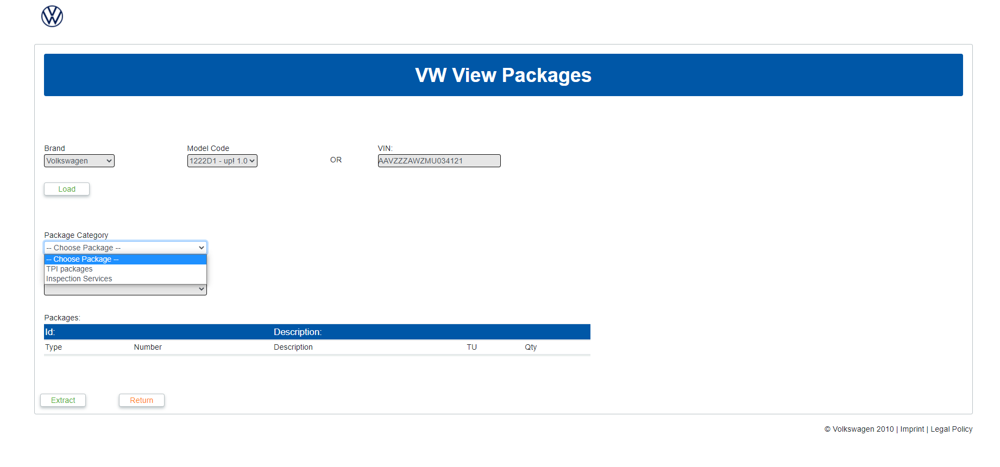 VW View Packages
Brand Model Code VIN:
Volkswagen 1222D1 - up! 1.0 OR AAVZZZAWZMU034121
Load
Package Category
-- Choose Package --
-- Choose Package --
TPI packages
Inspection Services
Packages:
Id: Description:
Type Number Description TU Qty
Extract Return
© Volkswagen 2010 | Imprint | Legal Policy